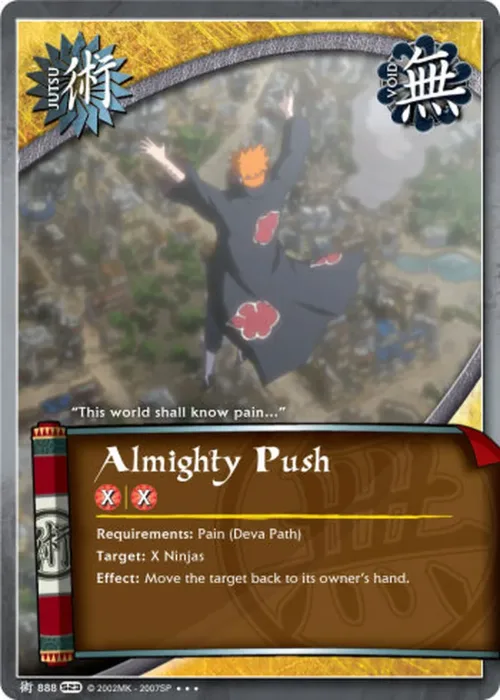 JUTSU 術
VOID 無
"This world shall know pain..."
Almighty Push
X X
Requirements: Pain (Deva Path)
Target: X Ninjas
Effect: Move the target back to its owner's hand.
術
術 888 © 2002MK - 2007SP